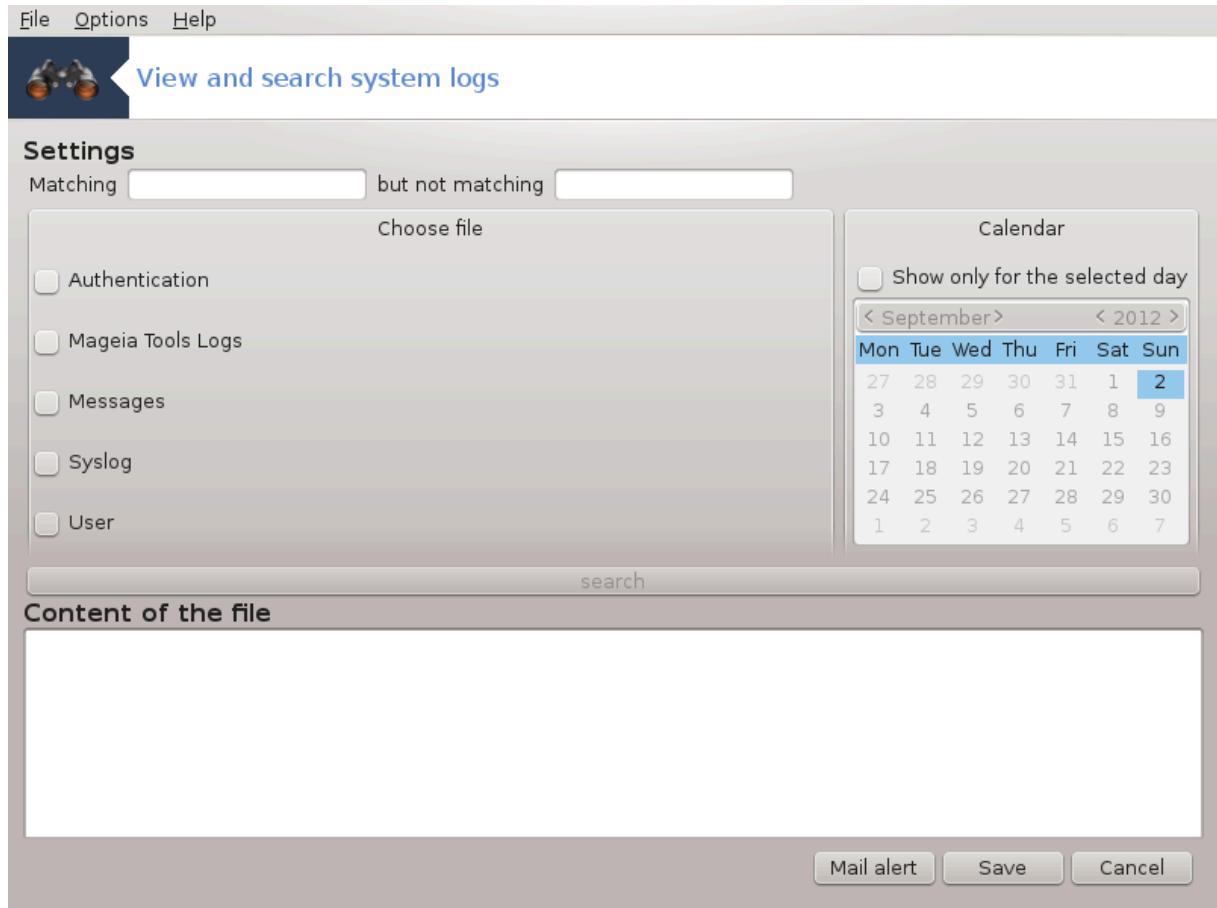 File Options Help
View and search system logs
Settings
Matching but not matching
Choose file
Authentication
Mageia Tools Logs
Messages
Syslog
User
Calendar
Show only for the selected day
< September > < 2012 >
Mon Tue Wed Thu Fri Sat Sun
27 28 29 30 31 1 2
3 4 5 6 7 8 9
10 11 12 13 14 15 16
17 18 19 20 21 22 23
24 25 26 27 28 29 30
1 2 3 4 5 6 7
search
Content of the file
Mail alert Save Cancel